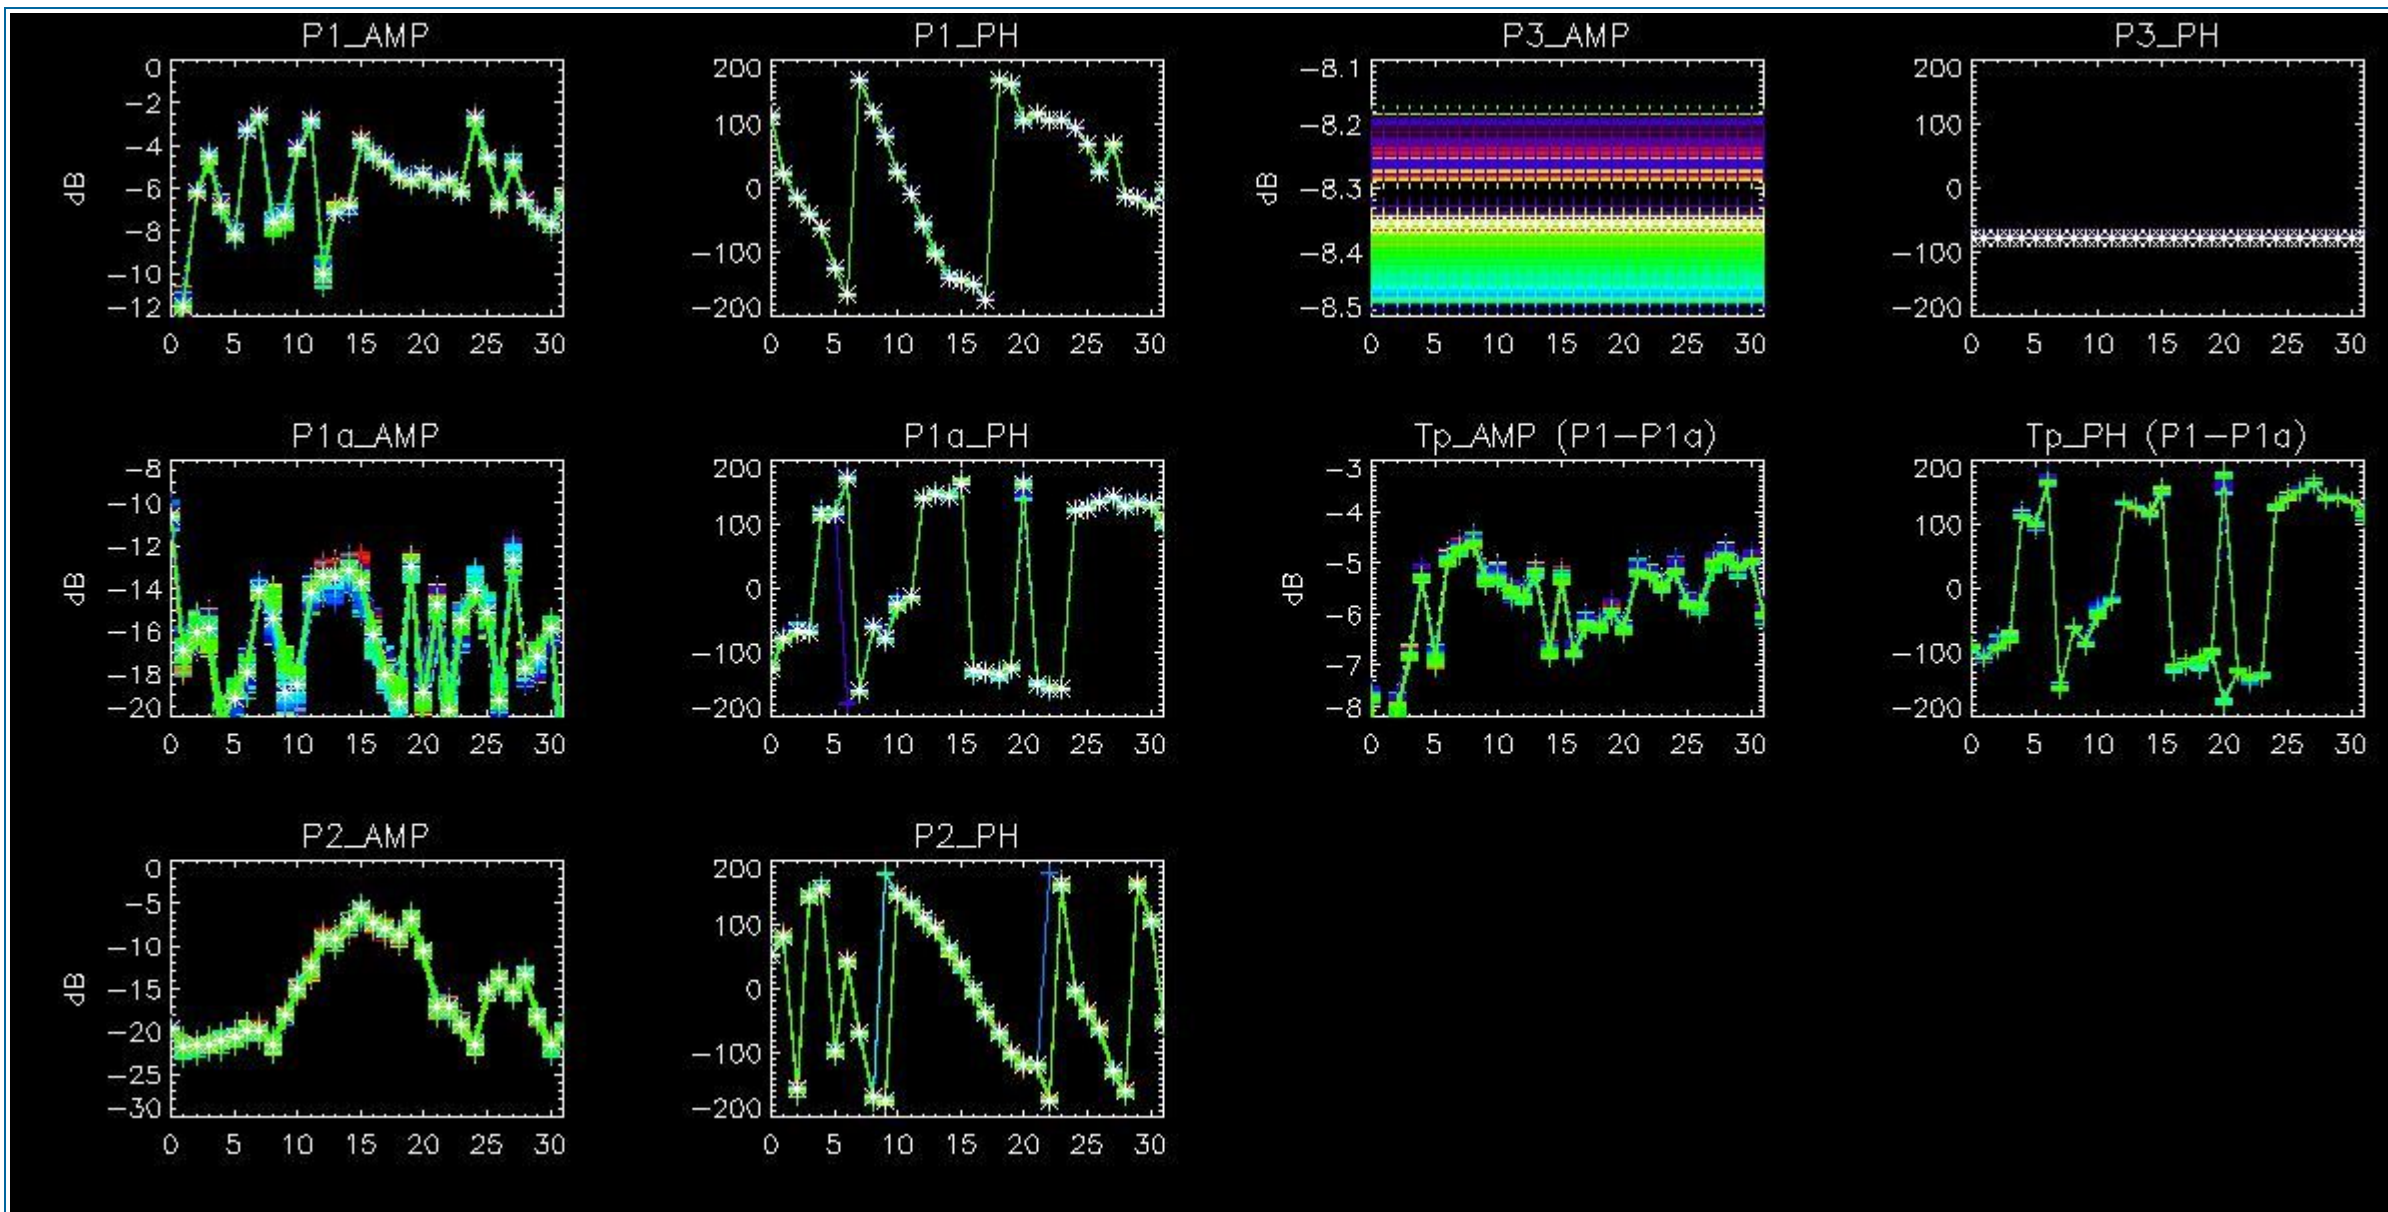 P1_AMP
0
−2
−4
−6
−8
−10
−12
dB
0 5 10 15 20 25 30
P1_PH
200
100
0
−100
−200
0 5 10 15 20 25 30
P3_AMP
−8.1
−8.2
−8.3
−8.4
−8.5
dB
0 5 10 15 20 25 30
P3_PH
200
100
0
−100
−200
0 5 10 15 20 25 30
P1a_AMP
−8
−10
−12
−14
−16
−18
−20
dB
0 5 10 15 20 25 30
P1a_PH
200
100
0
−100
−200
0 5 10 15 20 25 30
Tp_AMP (P1−P1a)
−3
−4
−5
−6
−7
−8
dB
0 5 10 15 20 25 30
Tp_PH (P1−P1a)
200
100
0
−100
−200
0 5 10 15 20 25 30
P2_AMP
0
−5
−10
−15
−20
−25
−30
dB
0 5 10 15 20 25 30
P2_PH
200
100
0
−100
−200
0 5 10 15 20 25 30